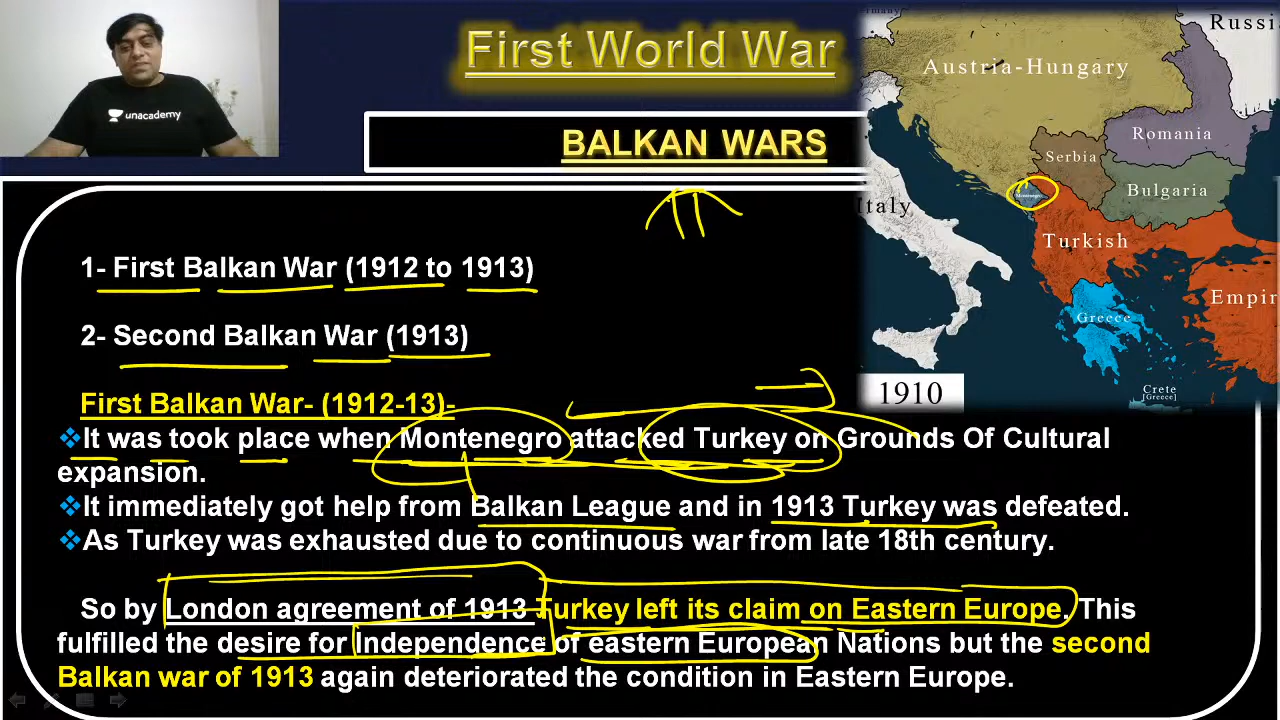 First World War
BALKAN WARS
unacademy
Russi
Austria-Hungary
Romania
Serbia
Montenegro
Bulgaria
Italy
Turkish
Empir
Greece
Crete
[Greece]
1910
1- First Balkan War (1912 to 1913)
2- Second Balkan War (1913)
First Balkan War- (1912-13)-
It was took place when Montenegro attacked Turkey on Grounds Of Cultural
expansion.
It immediately got help from Balkan League and in 1913 Turkey was defeated.
As Turkey was exhausted due to continuous war from late 18th century.
So by London agreement of 1913 Turkey left its claim on Eastern Europe. This
fulfilled the desire for Independence of eastern European Nations but the second
Balkan war of 1913 again deteriorated the condition in Eastern Europe.